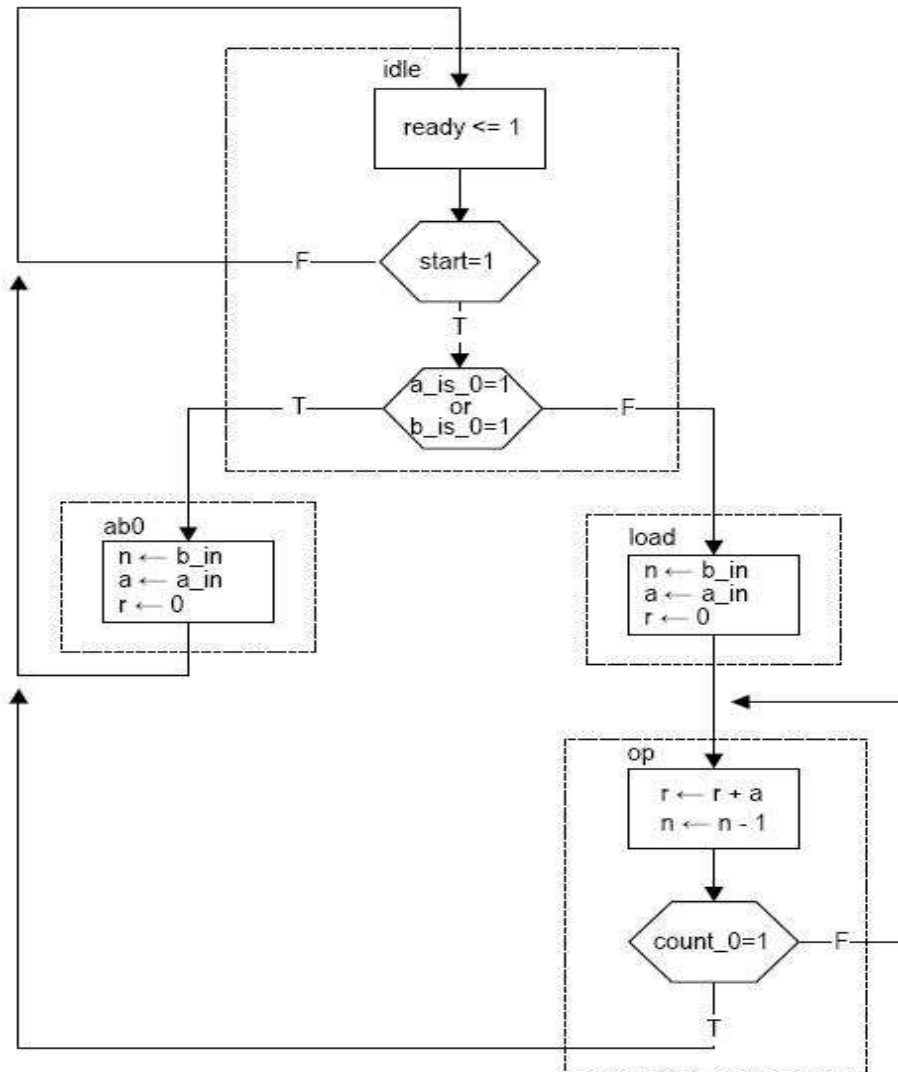 idle
ready <= 1
start=1
F
T
a_is_0=1
or
b_is_0=1
T
F
ab0
n ← b_in
a ← a_in
r ← 0
load
n ← b_in
a ← a_in
r ← 0
op
r ← r + a
n ← n - 1
count_0=1
F
T